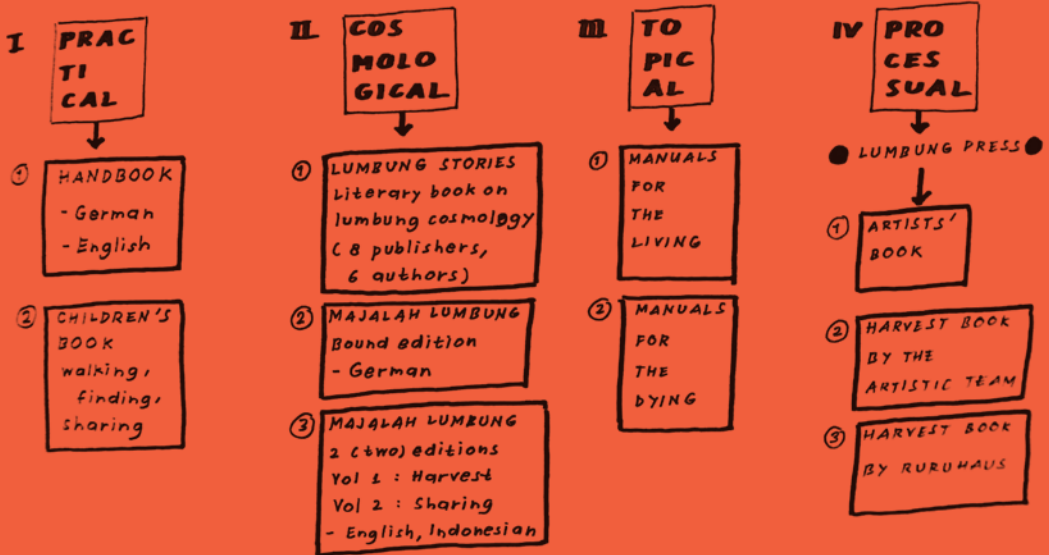 I
PRAC
TI
CAL
1
HANDBOOK
- German
- English
2
CHILDREN'S
BOOK
walking,
finding,
sharing
II
COS
MOLO
GICAL
1
LUMBUNG STORIES
Literary book on
lumbung cosmology
(8 publishers,
6 authors)
2
MAJALAH LUMBUNG
Bound edition
- German
3
MAJALAH LUMBUNG
2 (two) editions
Vol 1 : Harvest
Vol 2 : Sharing
- English, Indonesian
III
TO
PIC
AL
1
MANUALS
FOR
THE
LIVING
2
MANUALS
FOR
THE
DYING
IV
PRO
CES
SUAL
LUMBUNG PRESS
1
ARTISTS'
BOOK
2
HARVEST BOOK
BY THE
ARTISTIC TEAM
3
HARVEST BOOK
BY RURUHAUS